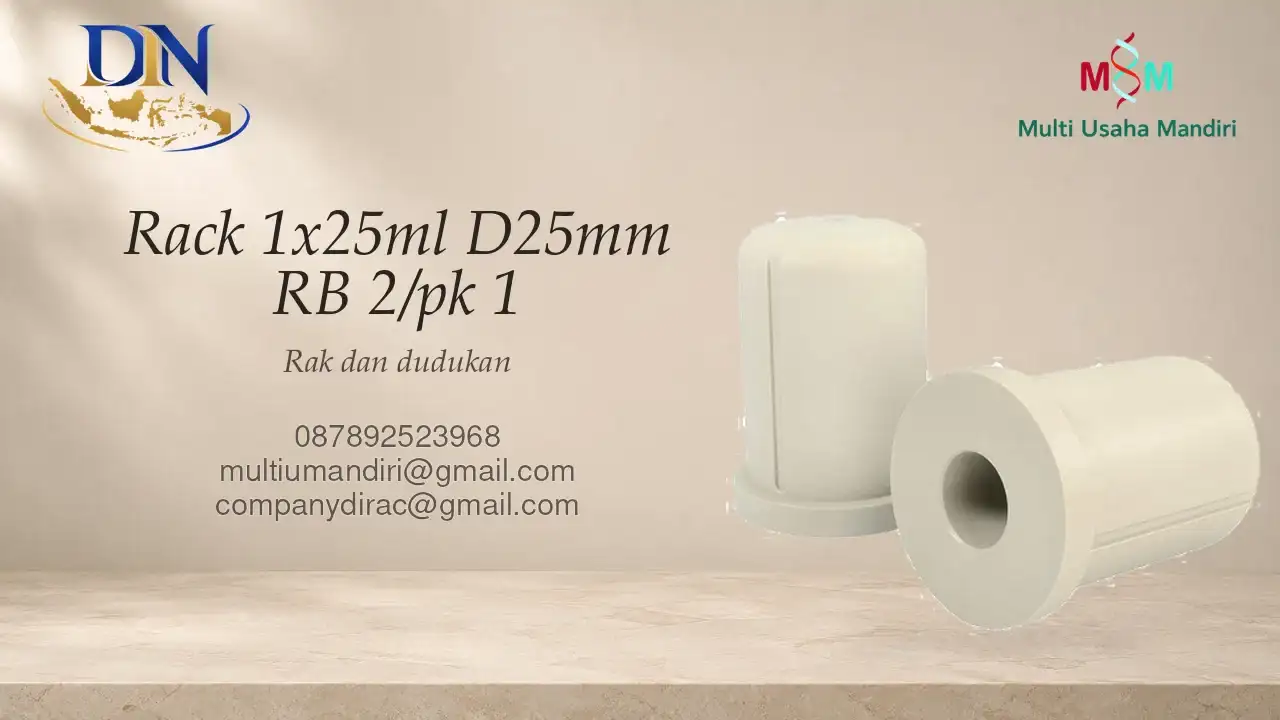 DIN
MSM
Multi Usaha Mandiri
Rack 1x25ml D25mm
RB 2/pk 1
Rak dan dudukan
087892523968
multiumandiri@gmail.com
companydirac@gmail.com